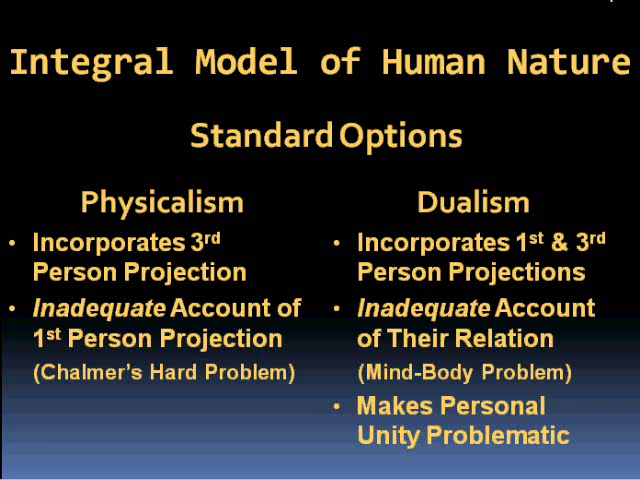 Integral Model of Human Nature
Standard Options
Physicalism
• Incorporates 3rd
Person Projection
• Inadequate Account of
1st Person Projection
(Chalmer's Hard Problem)
Dualism
• Incorporates 1st & 3rd
Person Projections
• Inadequate Account
of Their Relation
(Mind-Body Problem)
• Makes Personal
Unity Problematic